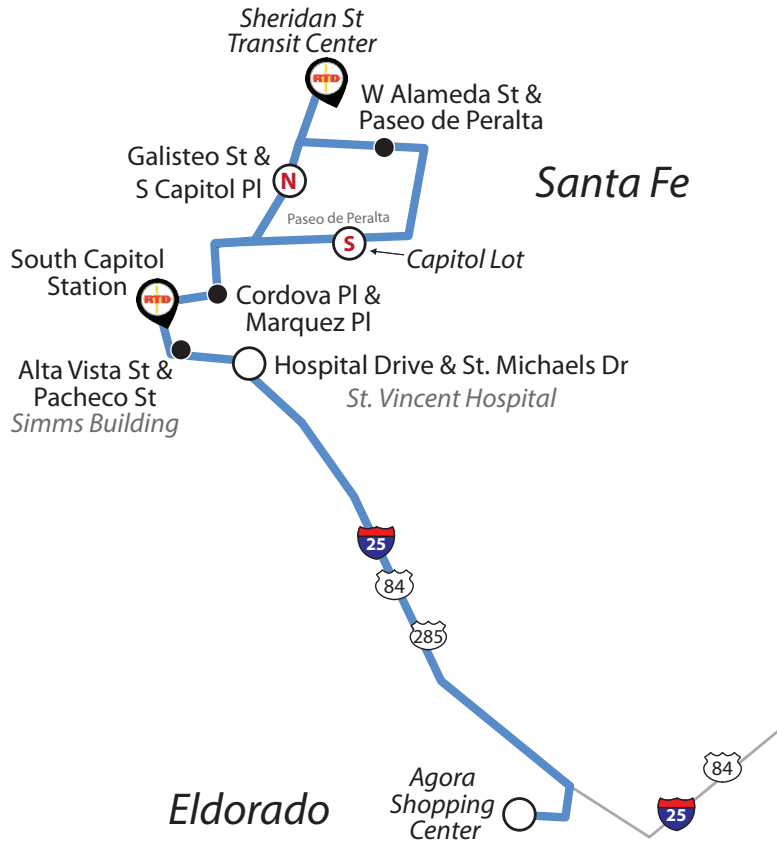 Sheridan St
Transit Center
RTD
W Alameda St &
Paseo de Peralta
Galisteo St &
S Capitol Pl
N
Santa Fe
Paseo de Peralta
S
Capitol Lot
South Capitol
Station
RTD
Cordova Pl &
Marquez Pl
Alta Vista St &
Pacheco St
Simms Building
Hospital Drive & St. Michaels Dr
St. Vincent Hospital
25
84
285
84
25
Agora
Shopping
Center
Eldorado